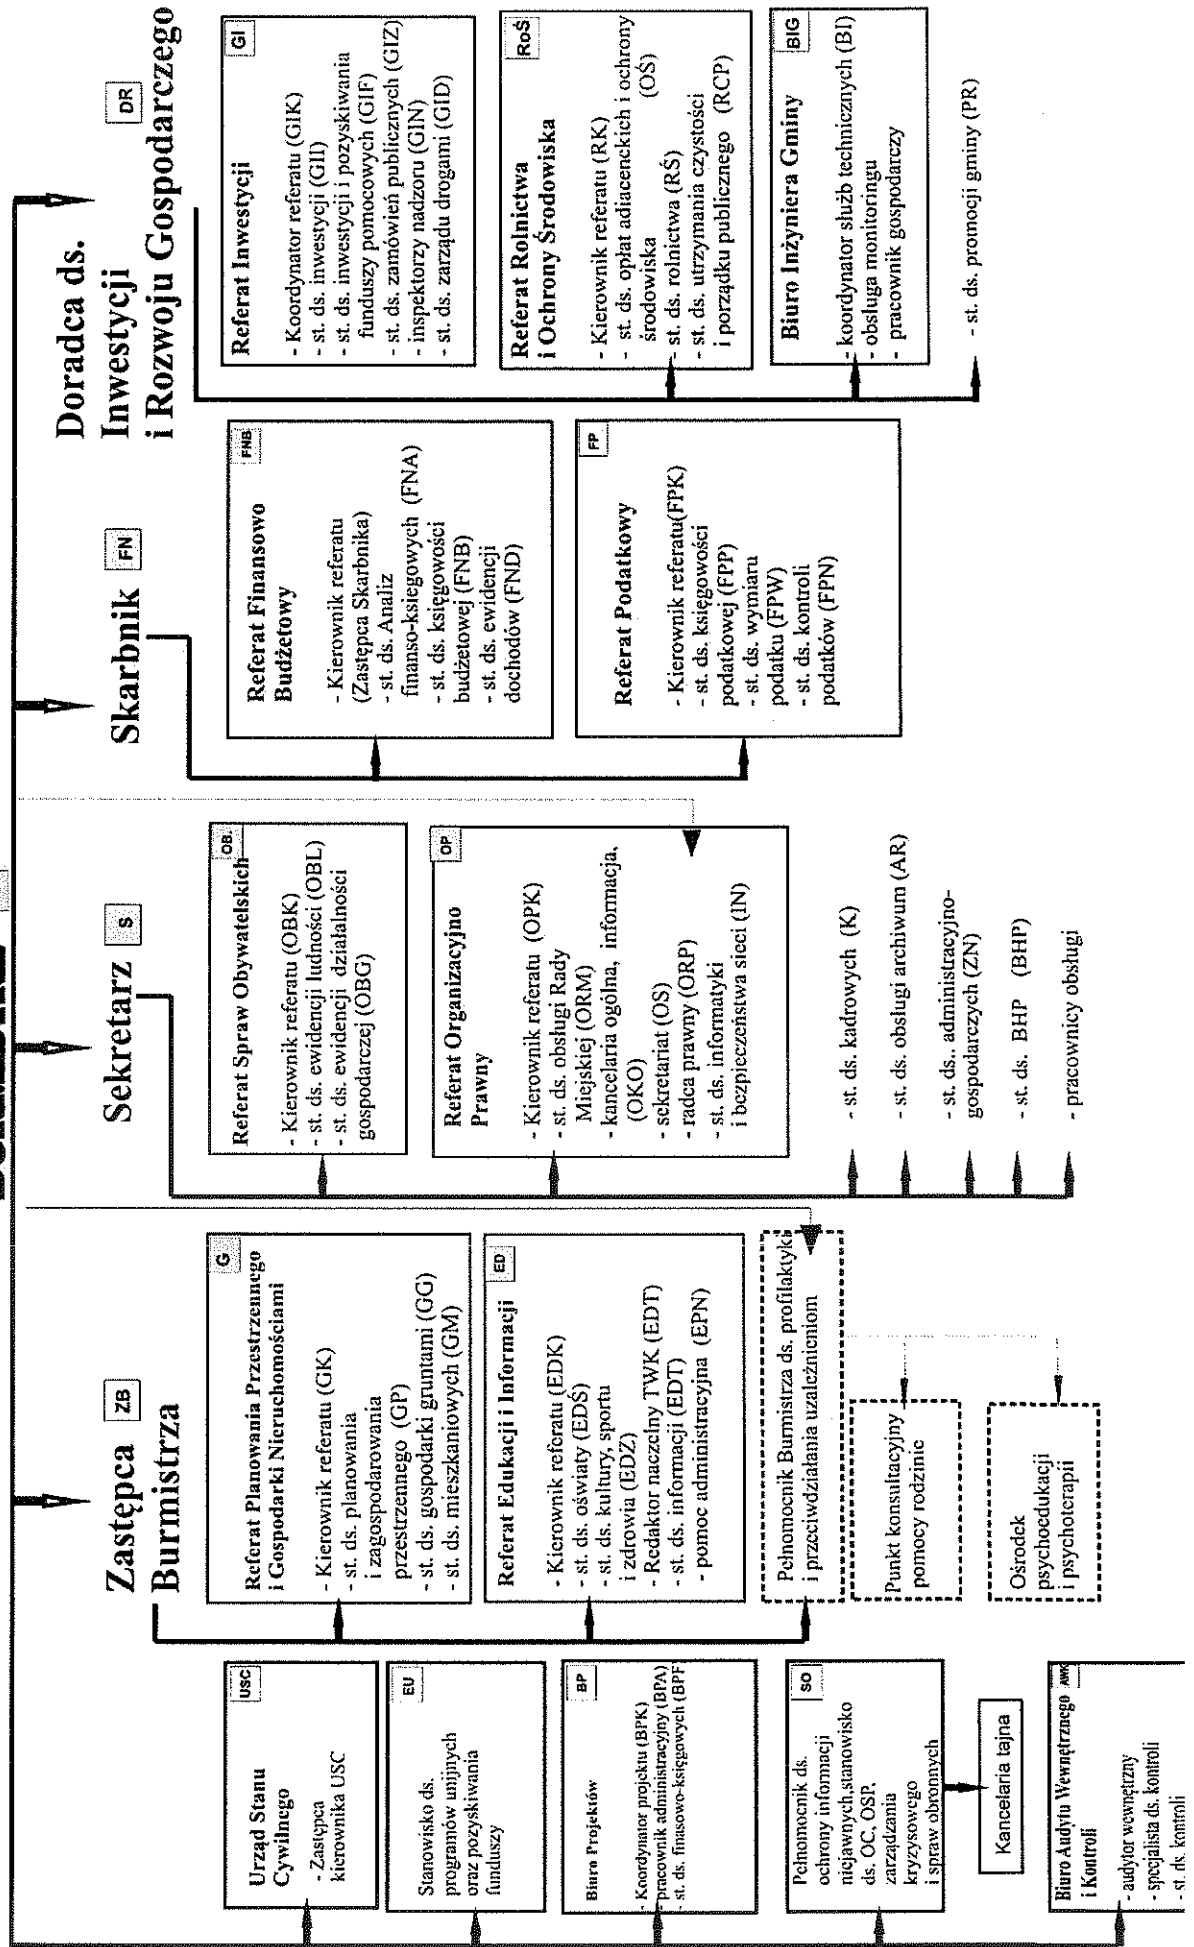 Zastępca ZB
Burmistrza
Sekretarz S
Skarbnik FN
Doradca ds.
Inwestycji DR
i Rozwoju Gospodarczego
USC
Urząd Stanu
Cywilnego
- Zastępca
kierownika USC
EU
Stanowisko ds.
programów unijnych
oraz pozyskiwania
funduszy
BP
Biuro Projektów
- Koordynator projektu (BPK)
- pracownik administracyjny (BPA)
- st. ds. finasowo-księgowych (BPF)
SO
Pełnomocnik ds.
ochrony informacji
niejawnych,stanowisko
ds. OC, OSP,
zarządzania
kryzysowego
i spraw obronnych
Kancelaria tajna
Biuro Audytu Wewnętrznego
i Kontroli
- audytor wewnętrzny
- specjalista ds. kontroli
- st. ds. kontroli
G
Referat Planowania Przestrzennego
i Gospodarki Nieruchomościami
- Kierownik referatu (GK)
- st. ds. planowania
i zagospodarowania
przestrzennego (GP)
- st. ds. gospodarki gruntami (GG)
- st. ds. mieszkaniowych (GM)
ED
Referat Edukacji i Informacji
- Kierownik referatu (EDK)
- st. ds. oświaty (EDŚ)
- st. ds. kultury, sportu
i zdrowia (EDZ)
- Redaktor naczelny TWK (EDT)
- st. ds. informacji (EDT)
- pomoc administracyjna (EPN)
Pełnomocnik Burmistrza ds. profilaktyki
i przeciwdziałania uzależnieniom
Punkt konsultacyjny
pomocy rodzinie
Ośrodek
psychoedukacji
i psychoterapii
OB.
Referat Spraw Obywatelskich
- Kierownik referatu (OBK)
- st. ds. ewidencji ludności (OBL)
- st. ds. ewidencji działalności
gospodarczej (OBG)
OP.
Referat Organizacyjno
Prawny
- Kierownik referatu (OPK)
- st. ds. obsługi Rady
Miejskiej (ORM)
- kancelaria ogólna, informacja,
(OKO)
- sekretariat (OS)
- radca prawny (ORP)
- st. ds. informatyki
i bezpieczeństwa sieci (IN)
- st. ds. kadrowych (K)
- st. ds. obsługi archiwum (AR)
- st. ds.. administracyjno-
gospodarczych (ZN)
- st. ds. BHP (BHP)
- pracownicy obsługi
FNB
Referat Finansowo
Budżetowy
- Kierownik referatu
(Zastępca Skarbnika)
- st. ds. Analiz
finanso-księgowych (FNA)
- st. ds. księgowości
budżetowej (FNB)
- st. ds. ewidencji
dochodów (FND)
FP
Referat Podatkowy
- Kierownik referatu(FPK)
- st. ds. księgowości
podatkowej (FPP)
- st. ds. wymiaru
podatku (FPW)
- st. ds. kontroli
podatków (FPN)
GI
Referat Inwestycji
- Koordynator referatu (GIK)
- st. ds. inwestycji (GII)
- st. ds. inwestycji i pozyskiwania
funduszy pomocowych (GIF)
- st. ds. zamówień publicznych (GIZ)
- inspektorzy nadzoru (GIN)
- st. ds. zarządu drogami (GID)
RoŚ
Referat Rolnictwa
i Ochrony Środowiska
- Kierownik referatu (RK)
- st. ds. opłat adiacenckich i ochrony
środowiska (OŚ)
- st. ds. rolnictwa (RŚ)
- st. ds. utrzymania czystości
i porządku publicznego (RCP)
BIG
Biuro Inżyniera Gminy
- koordynator służb technicznych (BI)
- obsługa monitoringu
- pracownik gospodarczy
- st. ds. promocji gminy (PR)